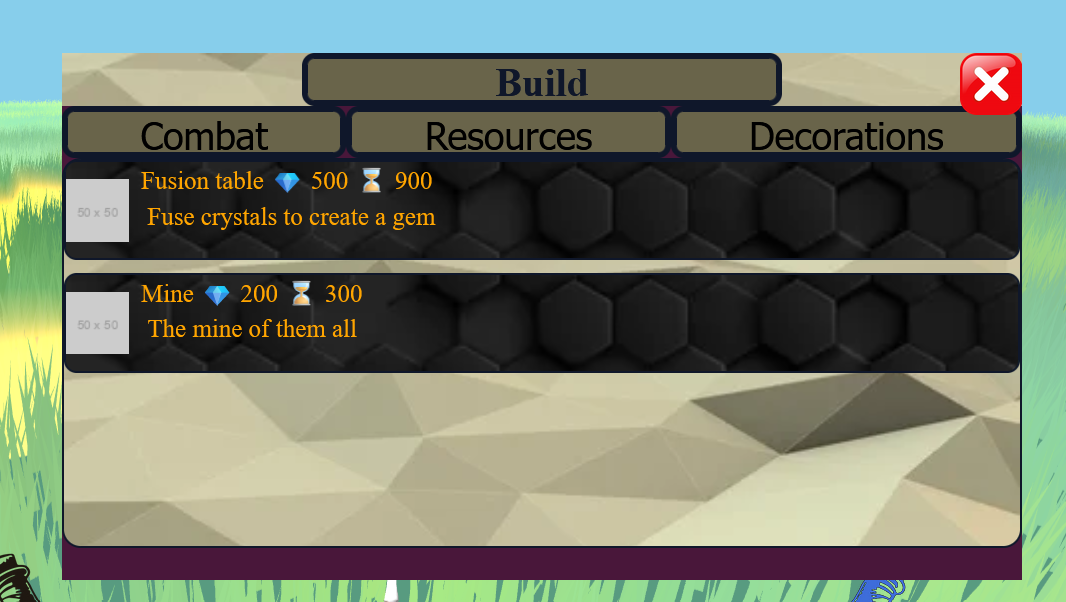 Build
Combat Resources Decorations
50 x 50
Fusion table 💎 500 ⏳ 900
Fuse crystals to create a gem
50 x 50
Mine 💎 200 ⏳ 300
The mine of them all